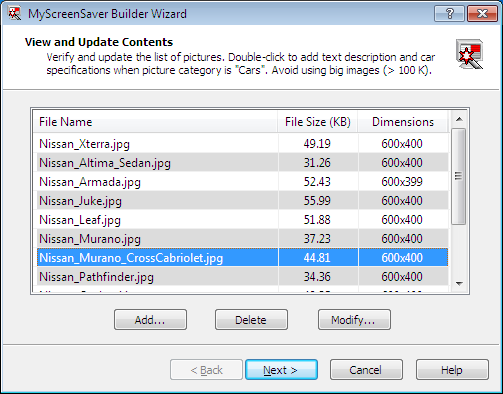 MyScreenSaver Builder Wizard
View and Update Contents
Verify and update the list of pictures. Double-click to add text description and car
specifications when picture category is "Cars". Avoid using big images (> 100 K).
File Name File Size (KB) Dimensions
Nissan_Xterra.jpg 49.19 600x400
Nissan_Altima_Sedan.jpg 31.26 600x400
Nissan_Armada.jpg 52.43 600x399
Nissan_Juke.jpg 55.99 600x400
Nissan_Leaf.jpg 51.88 600x400
Nissan_Murano.jpg 37.23 600x400
Nissan_Murano_CrossCabriolet.jpg 44.81 600x400
Nissan_Pathfinder.jpg 34.36 600x400
Add... Delete Modify...
< Back Next > Cancel Help